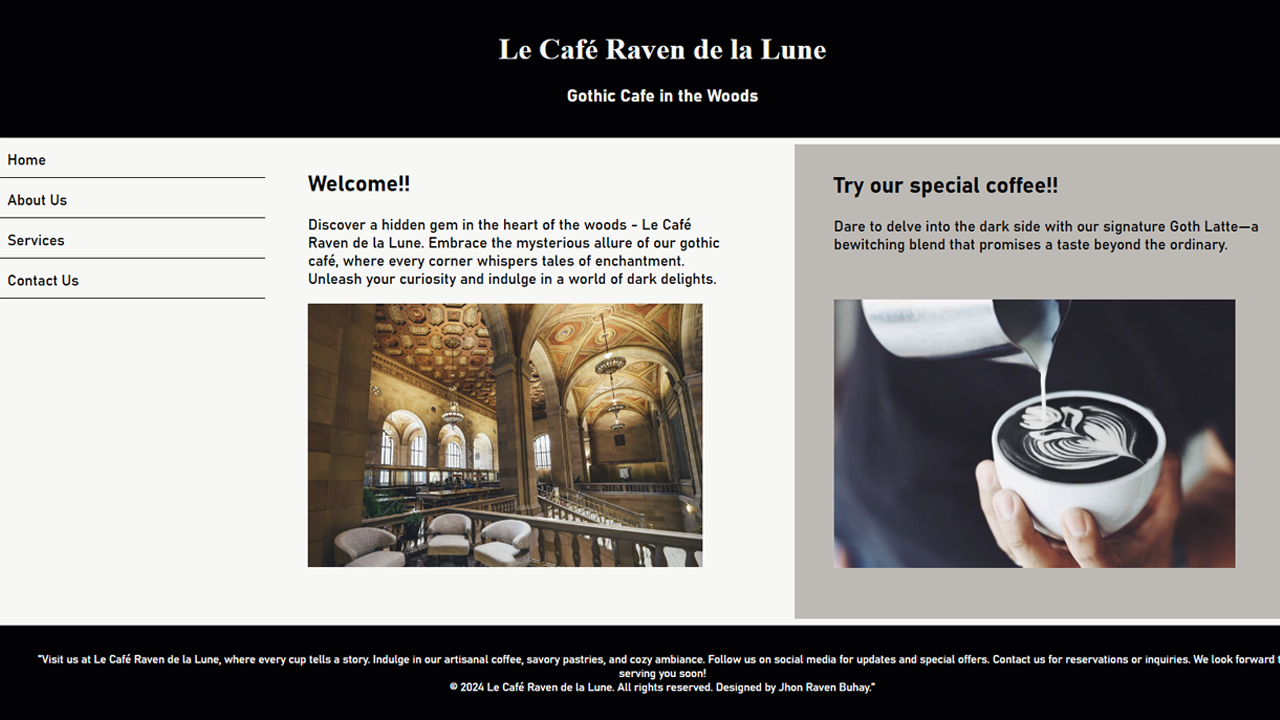 Le Café Raven de la Lune
Gothic Cafe in the Woods
Home
About Us
Services
Contact Us
Welcome!!
Discover a hidden gem in the heart of the woods - Le Café
Raven de la Lune. Embrace the mysterious allure of our gothic
café, where every corner whispers tales of enchantment.
Unleash your curiosity and indulge in a world of dark delights.
Try our special coffee!!
Dare to delve into the dark side with our signature Goth Latte—a
bewitching blend that promises a taste beyond the ordinary.
"Visit us at Le Café Raven de la Lune, where every cup tells a story. Indulge in our artisanal coffee, savory pastries, and cozy ambiance. Follow us on social media for updates and special offers. Contact us for reservations or inquiries. We look forward t
serving you soon!
© 2024 Le Café Raven de la Lune. All rights reserved. Designed by Jhon Raven Buhay."